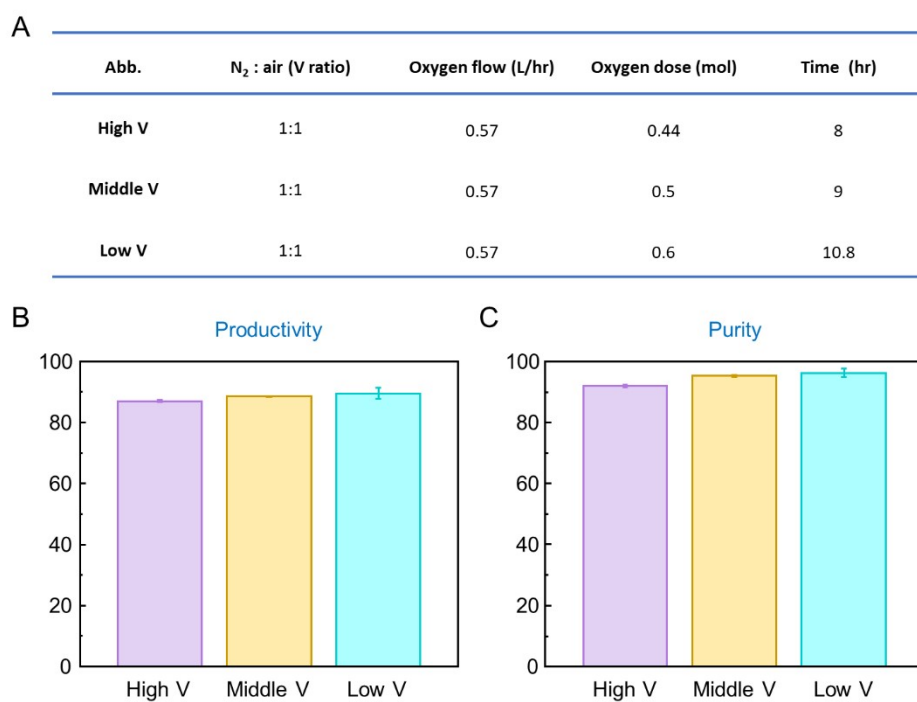 A
Abb. N₂ : air (V ratio) Oxygen flow (L/hr) Oxygen dose (mol) Time (hr)
High V 1:1 0.57 0.44 8
Middle V 1:1 0.57 0.5 9
Low V 1:1 0.57 0.6 10.8
B
Productivity
100
80
60
40
20
0
High V Middle V Low V
C
Purity
100
80
60
40
20
0
High V Middle V Low V